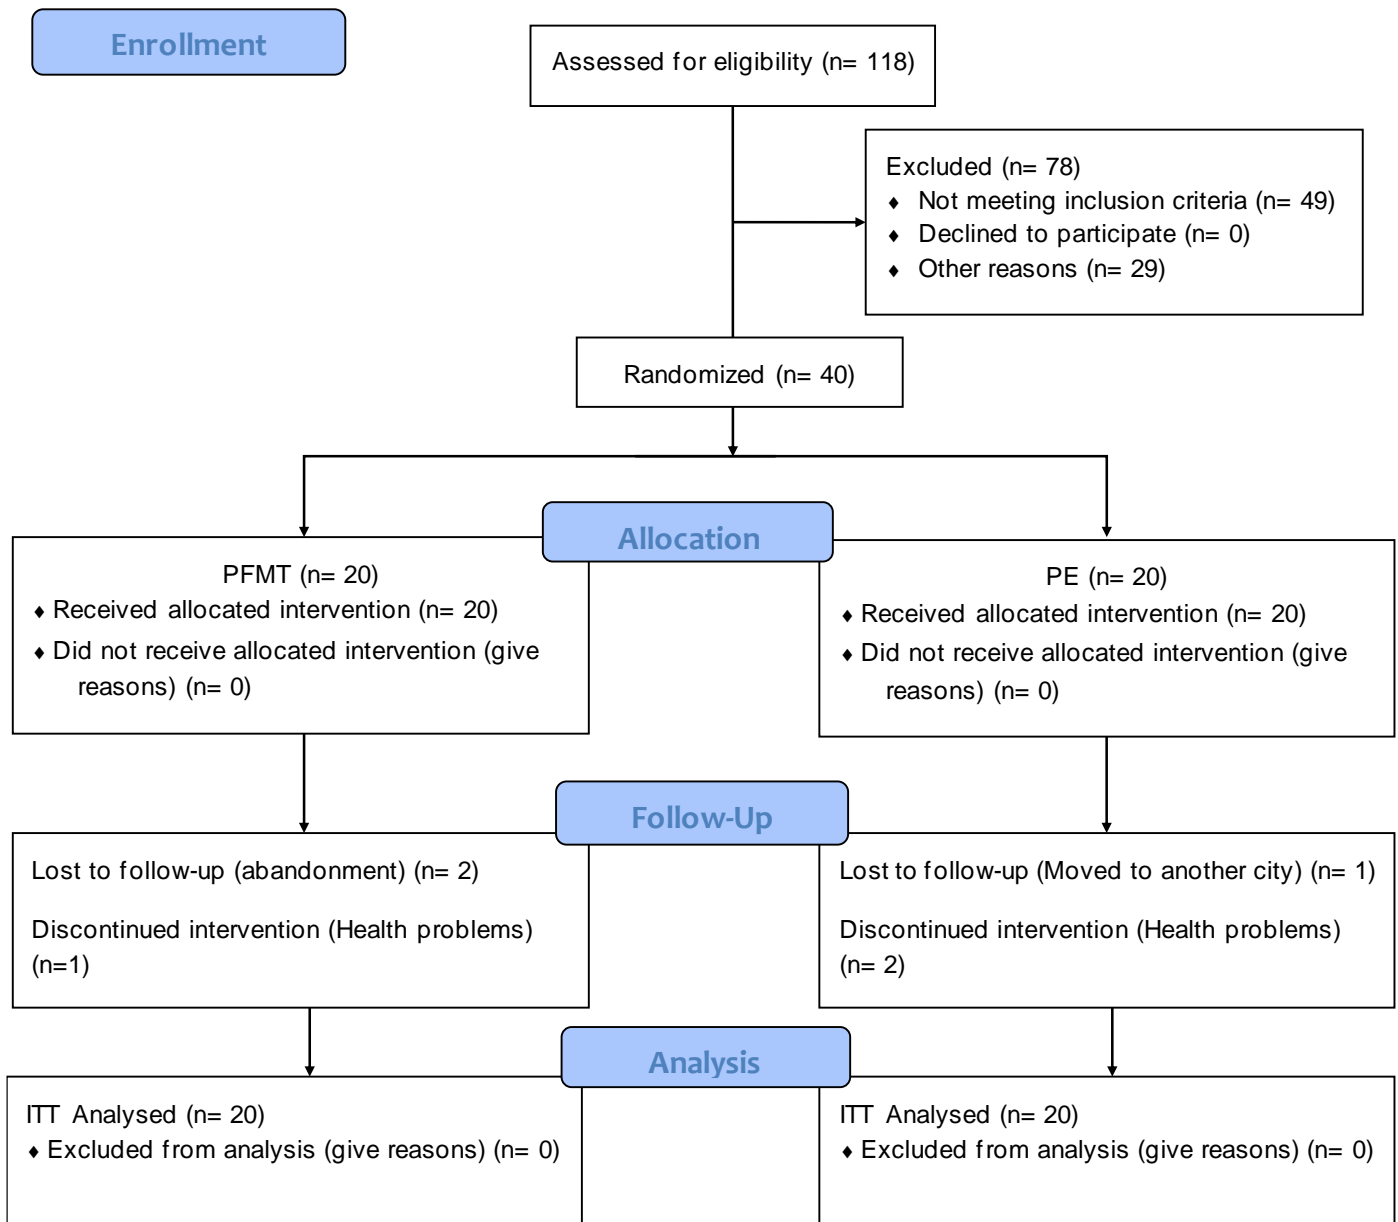 Enrollment
Assessed for eligibility (n= 118)
Excluded (n= 78)
♦ Not meeting inclusion criteria (n= 49)
♦ Declined to participate (n= 0)
♦ Other reasons (n= 29)
Randomized (n= 40)
Allocation
PFMT (n= 20)
♦ Received allocated intervention (n= 20)
♦ Did not receive allocated intervention (give
reasons) (n= 0)
PE (n= 20)
♦ Received allocated intervention (n= 20)
♦ Did not receive allocated intervention (give
reasons) (n= 0)
Follow-Up
Lost to follow-up (abandonment) (n= 2)
Discontinued intervention (Health problems)
(n=1)
Lost to follow-up (Moved to another city) (n= 1)
Discontinued intervention (Health problems)
(n= 2)
Analysis
ITT Analysed (n= 20)
♦ Excluded from analysis (give reasons) (n= 0)
ITT Analysed (n= 20)
♦ Excluded from analysis (give reasons) (n= 0)